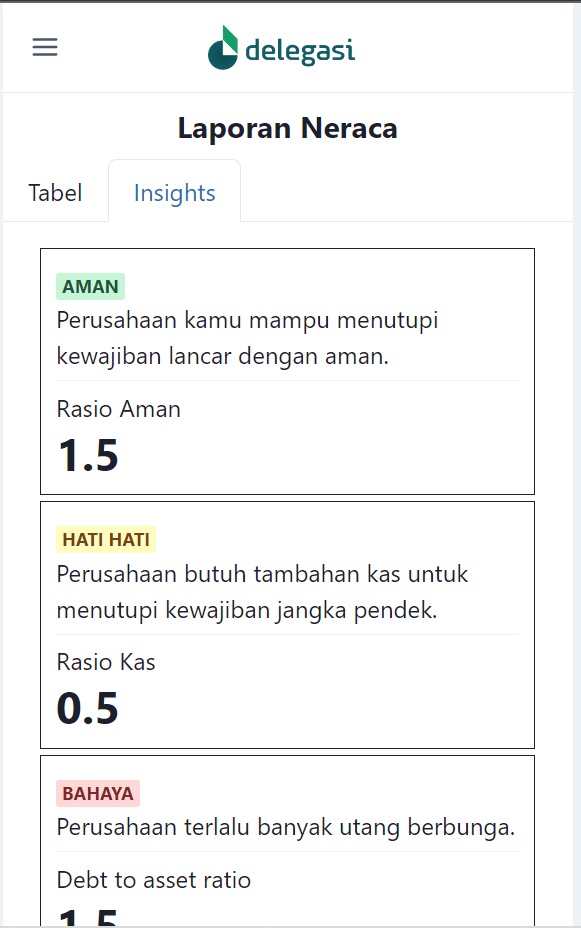 delegasi
Laporan Neraca
Tabel
Insights
AMAN
Perusahaan kamu mampu menutupi
kewajiban lancar dengan aman.
Rasio Aman
1.5
HATI HATI
Perusahaan butuh tambahan kas untuk
menutupi kewajiban jangka pendek.
Rasio Kas
0.5
BAHAYA
Perusahaan terlalu banyak utang berbunga.
Debt to asset ratio
1.5